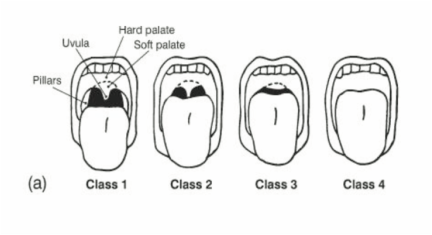 Hard palate
Uvula
Soft palate
Pillars
(a)
Class 1
Class 2
Class 3
Class 4